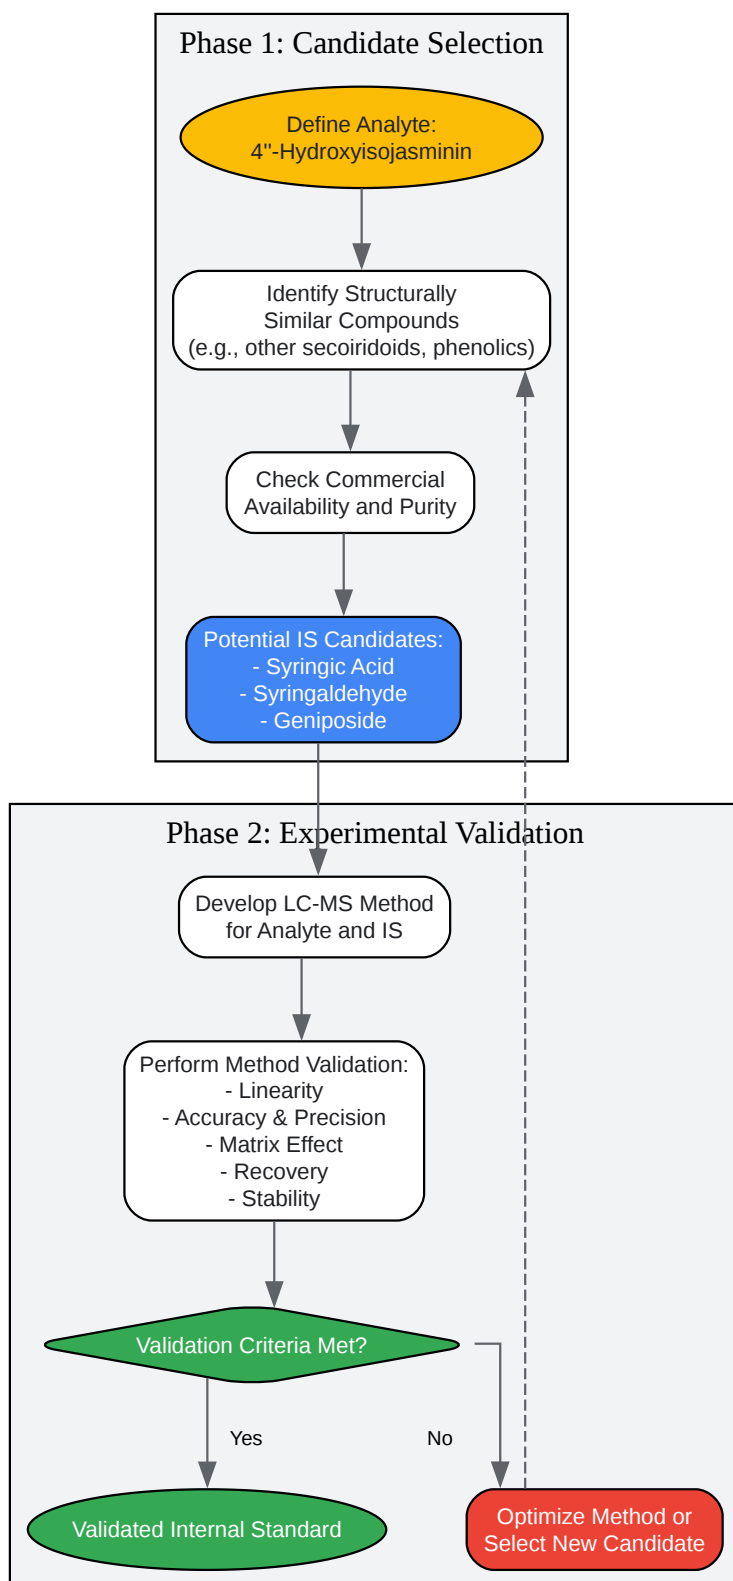 Phase 1: Candidate Selection
Define Analyte:
4"-Hydroxyisojasminin
Identify Structurally
Similar Compounds
(e.g., other secoiridoids, phenolics)
Check Commercial
Availability and Purity
Potential IS Candidates:
- Syringic Acid
- Syringaldehyde
- Geniposide
Phase 2: Experimental Validation
Develop LC-MS Method
for Analyte and IS
Perform Method Validation:
- Linearity
- Accuracy & Precision
- Matrix Effect
- Recovery
- Stability
Validation Criteria Met?
Yes
No
Validated Internal Standard
Optimize Method or
Select New Candidate